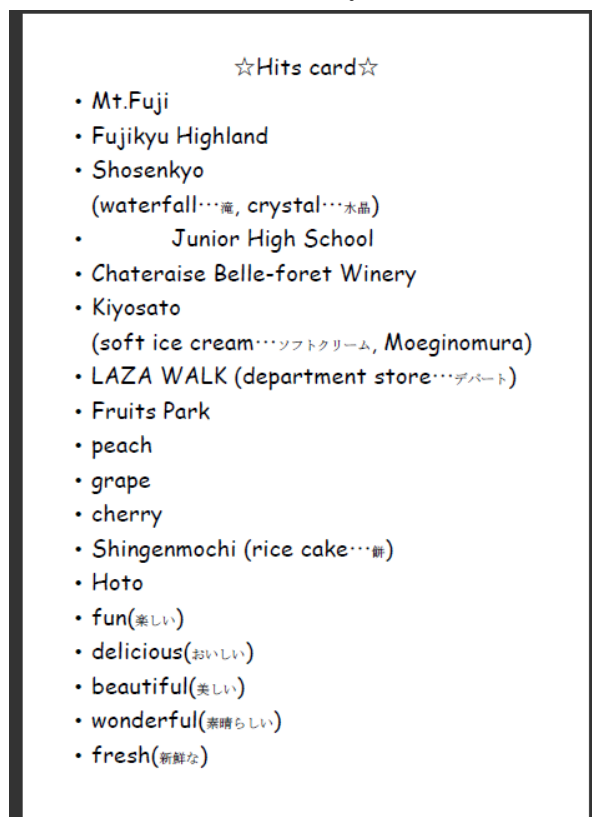 ☆Hits card☆
・Mt.Fuji
・Fujikyu Highland
・Shosenkyo
(waterfall…滝, crystal…水晶)
・ Junior High School
・Chateraise Belle-foret Winery
・Kiyosato
(soft ice cream…ソフトクリーム, Moeginomura)
・LAZA WALK (department store…デパート)
・Fruits Park
・peach
・grape
・cherry
・Shingenmochi (rice cake…餅)
・Hoto
・fun(楽しい)
・delicious(おいしい)
・beautiful(美しい)
・wonderful(素晴らしい)
・fresh(新鮮な)